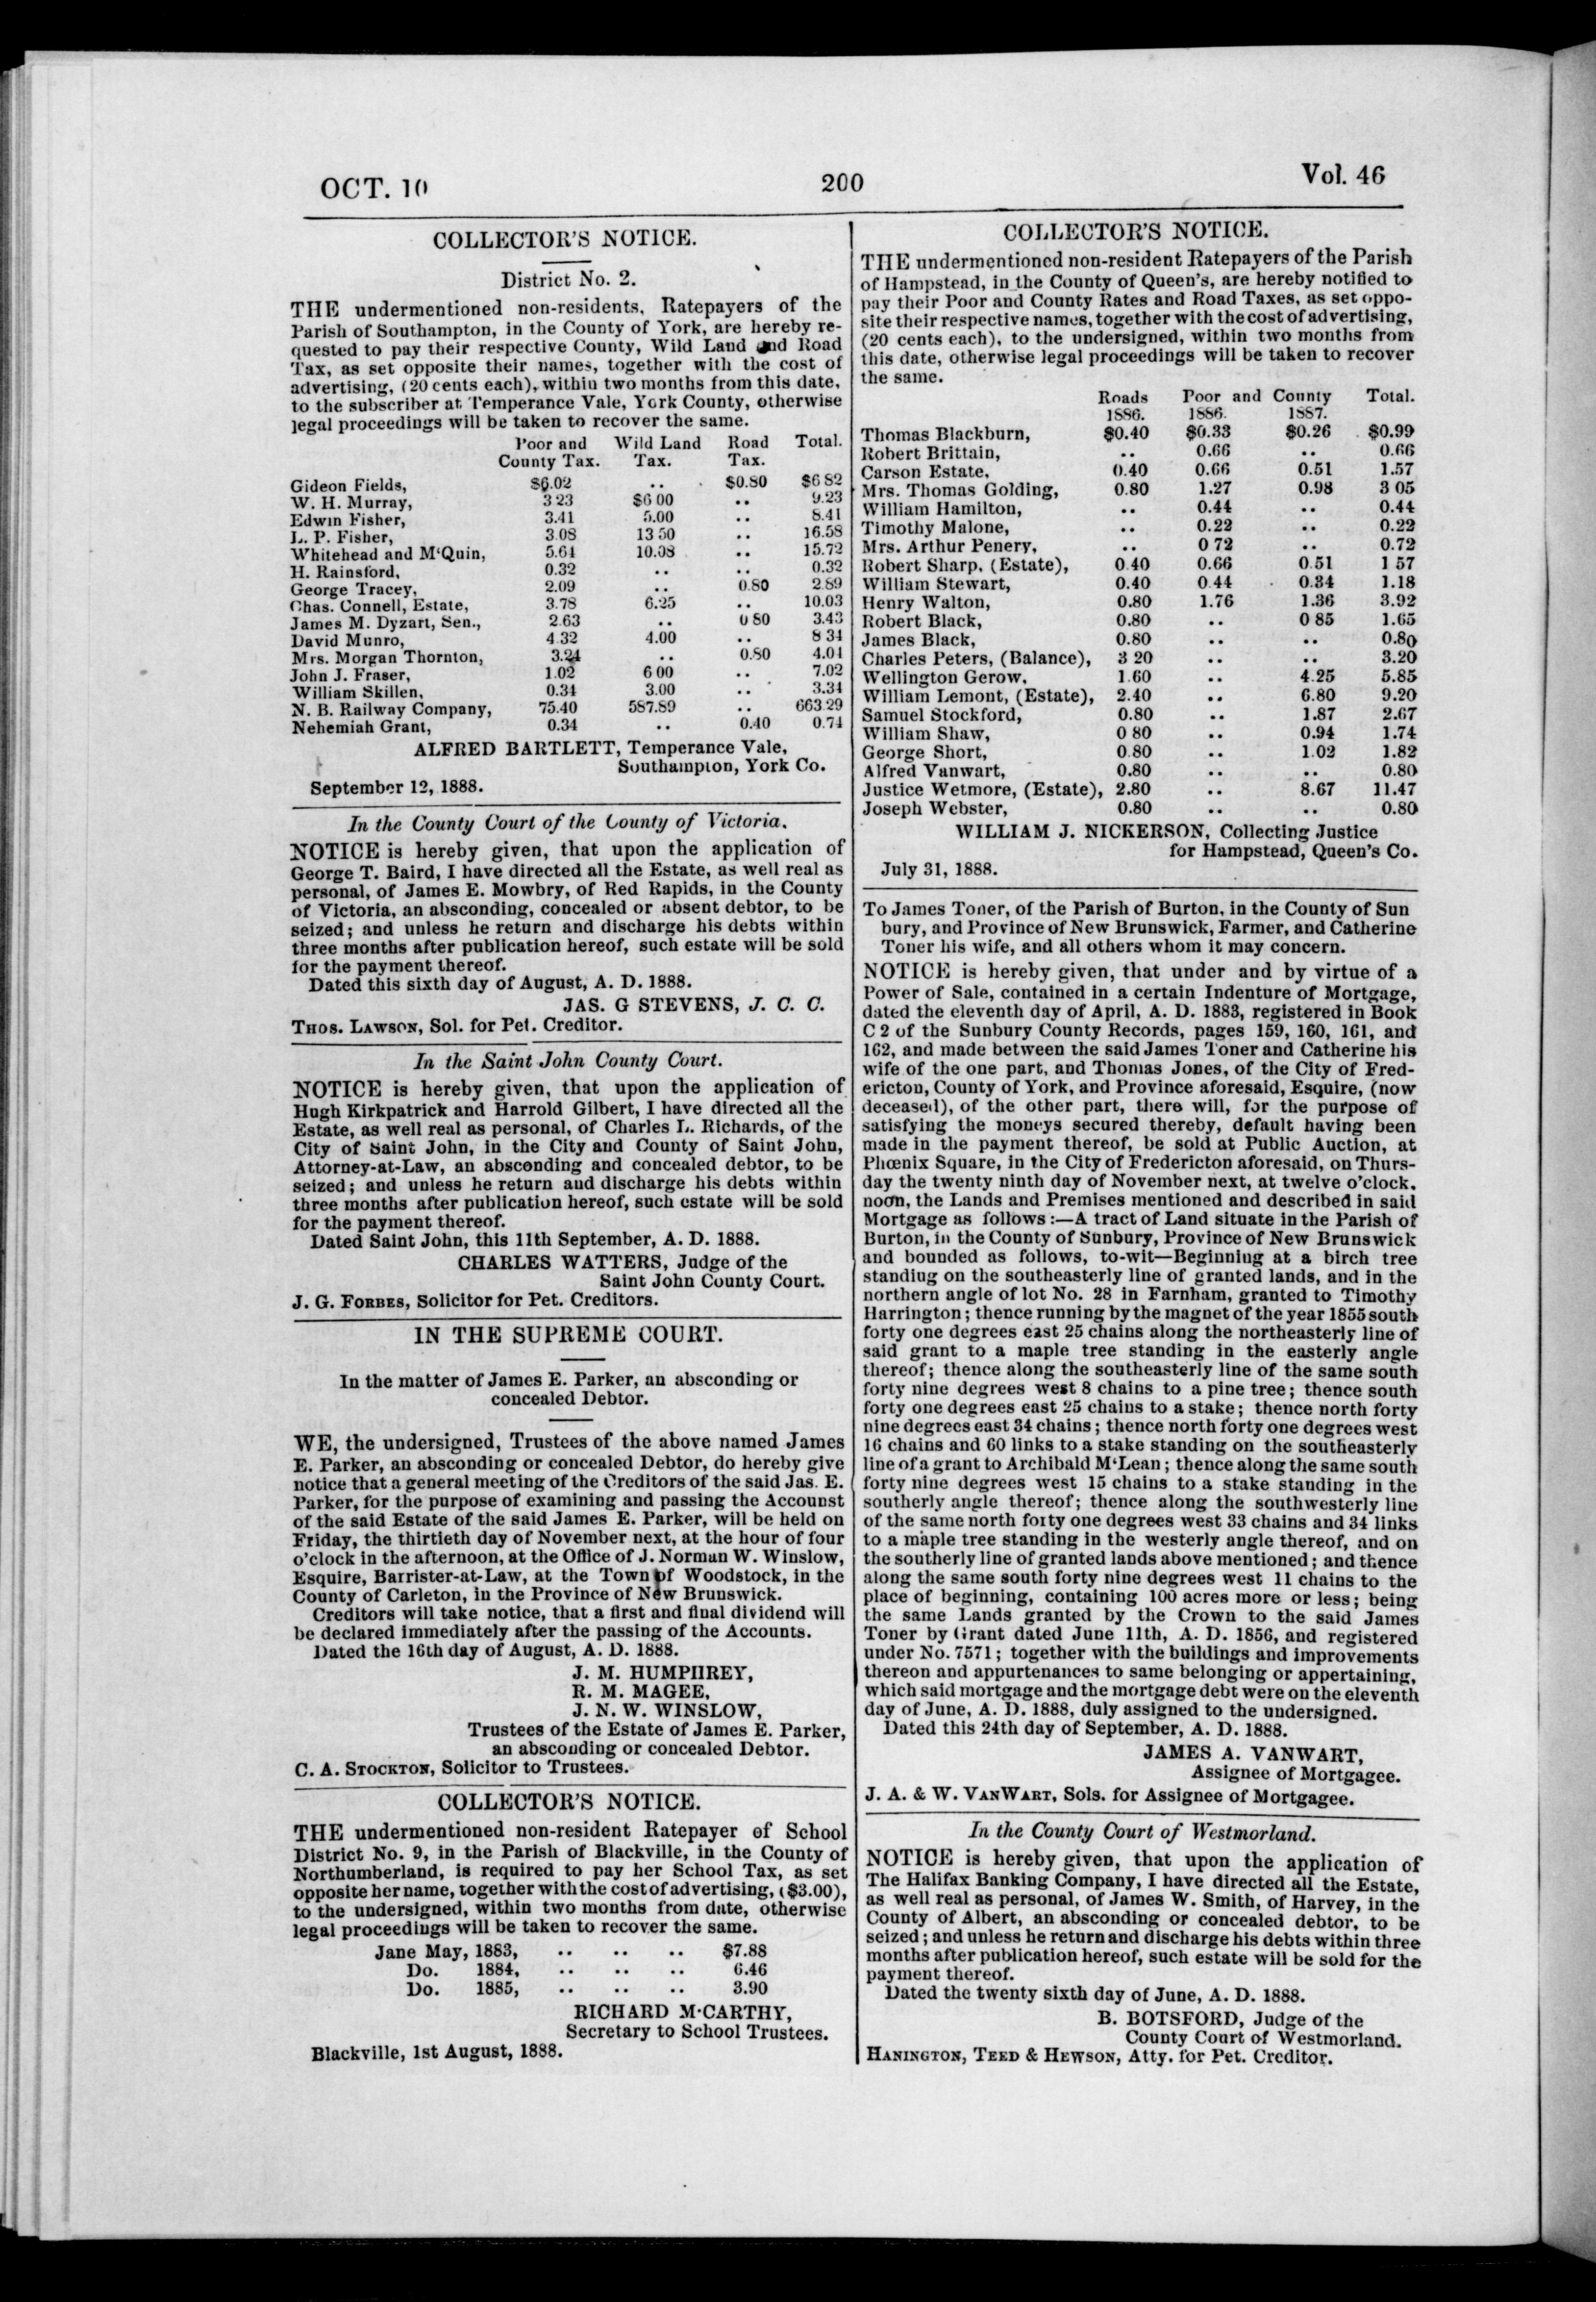 OCT. 10
200
Vol. 46
COLLECTOR'S NOTICE.
District No. 2.
THE undermentioned non-residents, Ratepayers of the
Parish of Southampton, in the County of York, are hereby re-
quested to pay their respective County, Wild Land and Road
Tax, as set opposite their names, together with the cost of
advertising, (20 cents each), within two months from this date,
to the subscriber at Temperance Vale, York County, otherwise
legal proceedings will be taken to recover the same.
Poor and Wild Land Road Total.
County Tax. Tax. Tax.
Gideon Fields, $6.02 .. $0.80 $6 82
W. H. Murray, 3 23 $6 00 .. 9.23
Edwin Fisher, 3.41 5.00 .. 8.41
L. P. Fisher, 3.08 13 50 .. 16.58
Whitehead and M'Quin, 5.64 10.08 .. 15.72
H. Rainsford, 0.32 .. .. 0.32
George Tracey, 2.09 .. 0.80 2.89
Chas. Connell, Estate, 3.78 6.25 .. 10.03
James M. Dyzart, Sen., 2.63 .. 0 80 3.43
David Munro, 4.32 4.00 .. 8 34
Mrs. Morgan Thornton, 3.24 .. 0.80 4.04
John J. Fraser, 1.02 6 00 .. 7.02
William Skillen, 0.34 3.00 .. 3.34
N. B. Railway Company, 75.40 587.89 .. 663 29
Nehemiah Grant, 0.34 .. 0.40 0.74
ALFRED BARTLETT, Temperance Vale,
Southampton, York Co.
September 12, 1888.
In the County Court of the County of Victoria.
NOTICE is hereby given, that upon the application of
George T. Baird, I have directed all the Estate, as well real as
personal, of James E. Mowbry, of Red Rapids, in the County
of Victoria, an absconding, concealed or absent debtor, to be
seized; and unless he return and discharge his debts within
three months after publication hereof, such estate will be sold
for the payment thereof.
Dated this sixth day of August, A. D. 1888.
JAS. G STEVENS, J. C. C.
THOS. LAWSON, Sol. for Pet. Creditor.
In the Saint John County Court.
NOTICE is hereby given, that upon the application of
Hugh Kirkpatrick and Harrold Gilbert, I have directed all the
Estate, as well real as personal, of Charles L. Richards, of the
City of Saint John, in the City and County of Saint John,
Attorney-at-Law, an absconding and concealed debtor, to be
seized; and unless he return and discharge his debts within
three months after publication hereof, such estate will be sold
for the payment thereof.
Dated Saint John, this 11th September, A. D. 1888.
CHARLES WATTERS, Judge of the
Saint John County Court.
J. G. FORBES, Solicitor for Pet. Creditors.
IN THE SUPREME COURT.
In the matter of James E. Parker, an absconding or
concealed Debtor.
WE, the undersigned, Trustees of the above named James
E. Parker, an absconding or concealed Debtor, do hereby give
notice that a general meeting of the Creditors of the said Jas. E.
Parker, for the purpose of examining and passing the Accounst
of the said Estate of the said James E. Parker, will be held on
Friday, the thirtieth day of November next, at the hour of four
o'clock in the afternoon, at the Office of J. Norman W. Winslow,
Esquire, Barrister-at-Law, at the Town of Woodstock, in the
County of Carleton, in the Province of New Brunswick.
Creditors will take notice, that a first and final dividend will
be declared immediately after the passing of the Accounts.
Dated the 16th day of August, A. D. 1888.
J. M. HUMPHREY,
R. M. MAGEE,
J. N. W. WINSLOW,
Trustees of the Estate of James E. Parker,
an absconding or concealed Debtor.
C. A. STOCKTON, Solicitor to Trustees.
COLLECTOR'S NOTICE.
THE undermentioned non-resident Ratepayer of School
District No. 9, in the Parish of Blackville, in the County of
Northumberland, is required to pay her School Tax, as set
opposite her name, together with the cost of advertising, ($3.00),
to the undersigned, within two months from date, otherwise
legal proceedings will be taken to recover the same.
Jane May, 1883, .. .. .. $7.88
Do. 1884, .. .. .. 6.46
Do. 1885, .. .. .. 3.90
RICHARD M'CARTHY,
Secretary to School Trustees.
Blackville, 1st August, 1888.
COLLECTOR'S NOTICE.
THE undermentioned non-resident Ratepayers of the Parish
of Hampstead, in the County of Queen's, are hereby notified to
pay their Poor and County Rates and Road Taxes, as set oppo-
site their respective names, together with the cost of advertising,
(20 cents each), to the undersigned, within two months from
this date, otherwise legal proceedings will be taken to recover
the same.
Roads Poor and County Total.
1886. 1886. 1887.
Thomas Blackburn, $0.40 $0.33 $0.26 $0.99
Robert Brittain, .. 0.66 .. 0.66
Carson Estate, 0.40 0.66 0.51 1.57
Mrs. Thomas Golding, 0.80 1.27 0.98 3 05
William Hamilton, .. 0.44 .. 0.44
Timothy Malone, .. 0.22 .. 0.22
Mrs. Arthur Penery, .. 0 72 .. 0.72
Robert Sharp, (Estate), 0.40 0.66 0.51 1 57
William Stewart, 0.40 0.44 0.34 1.18
Henry Walton, 0.80 1.76 1.36 3.92
Robert Black, 0.80 .. 0 85 1.65
James Black, 0.80 .. .. 0.80
Charles Peters, (Balance), 3 20 .. .. 3.20
Wellington Gerow, 1.60 .. 4.25 5.85
William Lemont, (Estate), 2.40 .. 6.80 9.20
Samuel Stockford, 0.80 .. 1.87 2.67
William Shaw, 0 80 .. 0.94 1.74
George Short, 0.80 .. 1.02 1.82
Alfred Vanwart, 0.80 .. .. 0.80
Justice Wetmore, (Estate), 2.80 .. 8.67 11.47
Joseph Webster, 0.80 .. .. 0.80
WILLIAM J. NICKERSON, Collecting Justice
for Hampstead, Queen's Co.
July 31, 1888.
To James Toner, of the Parish of Burton, in the County of Sun
bury, and Province of New Brunswick, Farmer, and Catherine
Toner his wife, and all others whom it may concern.
NOTICE is hereby given, that under and by virtue of a
Power of Sale, contained in a certain Indenture of Mortgage,
dated the eleventh day of April, A. D. 1883, registered in Book
C 2 of the Sunbury County Records, pages 159, 160, 161, and
162, and made between the said James Toner and Catherine his
wife of the one part, and Thomas Jones, of the City of Fred-
ericton, County of York, and Province aforesaid, Esquire, (now
deceased), of the other part, there will, for the purpose of
satisfying the moneys secured thereby, default having been
made in the payment thereof, be sold at Public Auction, at
Phœnix Square, in the City of Fredericton aforesaid, on Thurs-
day the twenty ninth day of November next, at twelve o'clock,
noon, the Lands and Premises mentioned and described in said
Mortgage as follows:—A tract of Land situate in the Parish of
Burton, in the County of Sunbury, Province of New Brunswick
and bounded as follows, to-wit—Beginning at a birch tree
standing on the southeasterly line of granted lands, and in the
northern angle of lot No. 28 in Farnham, granted to Timothy
Harrington; thence running by the magnet of the year 1855 south
forty one degrees east 25 chains along the northeasterly line of
said grant to a maple tree standing in the easterly angle
thereof; thence along the southeasterly line of the same south
forty nine degrees west 8 chains to a pine tree; thence south
forty one degrees east 25 chains to a stake; thence north forty
nine degrees east 34 chains; thence north forty one degrees west
16 chains and 60 links to a stake standing on the southeasterly
line of a grant to Archibald M'Lean; thence along the same south
forty nine degrees west 15 chains to a stake standing in the
southerly angle thereof; thence along the southwesterly line
of the same north forty one degrees west 33 chains and 34 links
to a maple tree standing in the westerly angle thereof, and on
the southerly line of granted lands above mentioned; and thence
along the same south forty nine degrees west 11 chains to the
place of beginning, containing 100 acres more or less; being
the same Lands granted by the Crown to the said James
Toner by Grant dated June 11th, A. D. 1856, and registered
under No. 7571; together with the buildings and improvements
thereon and appurtenances to same belonging or appertaining,
which said mortgage and the mortgage debt were on the eleventh
day of June, A. D. 1888, duly assigned to the undersigned.
Dated this 24th day of September, A. D. 1888.
JAMES A. VANWART,
Assignee of Mortgagee.
J. A. & W. VANWART, Sols. for Assignee of Mortgagee.
In the County Court of Westmorland.
NOTICE is hereby given, that upon the application of
The Halifax Banking Company, I have directed all the Estate,
as well real as personal, of James W. Smith, of Harvey, in the
County of Albert, an absconding or concealed debtor, to be
seized; and unless he return and discharge his debts within three
months after publication hereof, such estate will be sold for the
payment thereof.
Dated the twenty sixth day of June, A. D. 1888.
B. BOTSFORD, Judge of the
County Court of Westmorland.
HANINGTON, TEED & HEWSON, Atty. for Pet. Creditor.